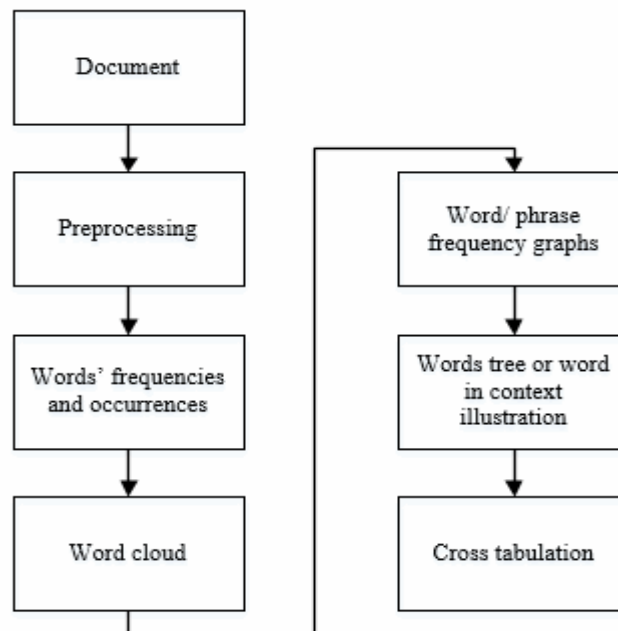 Document
Preprocessing
Words’ frequencies
and occurrences
Word cloud
Word/ phrase
frequency graphs
Words tree or word
in context
illustration
Cross tabulation